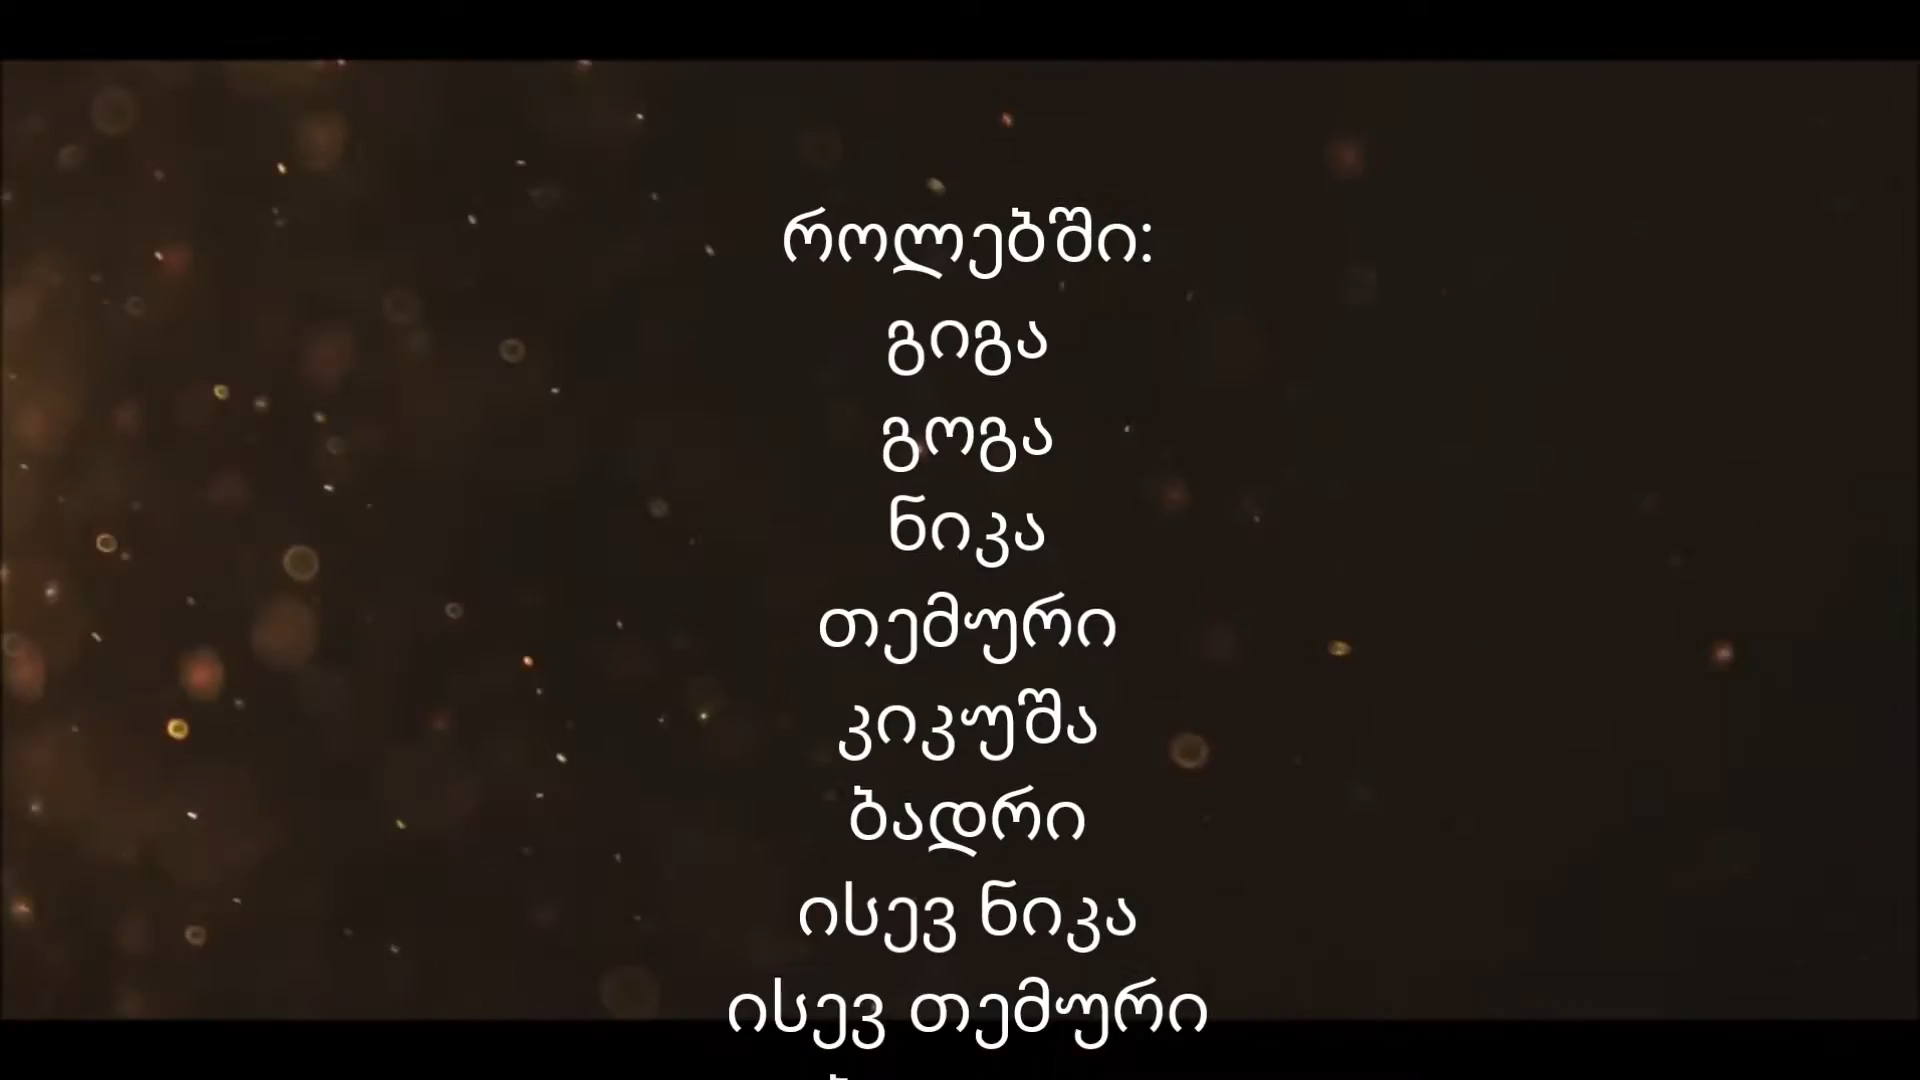 როლებში:
გიგა
გოგა
ნიკა
თემური
კიკუშა
ბადრი
ისევ ნიკა
ისევ თემური